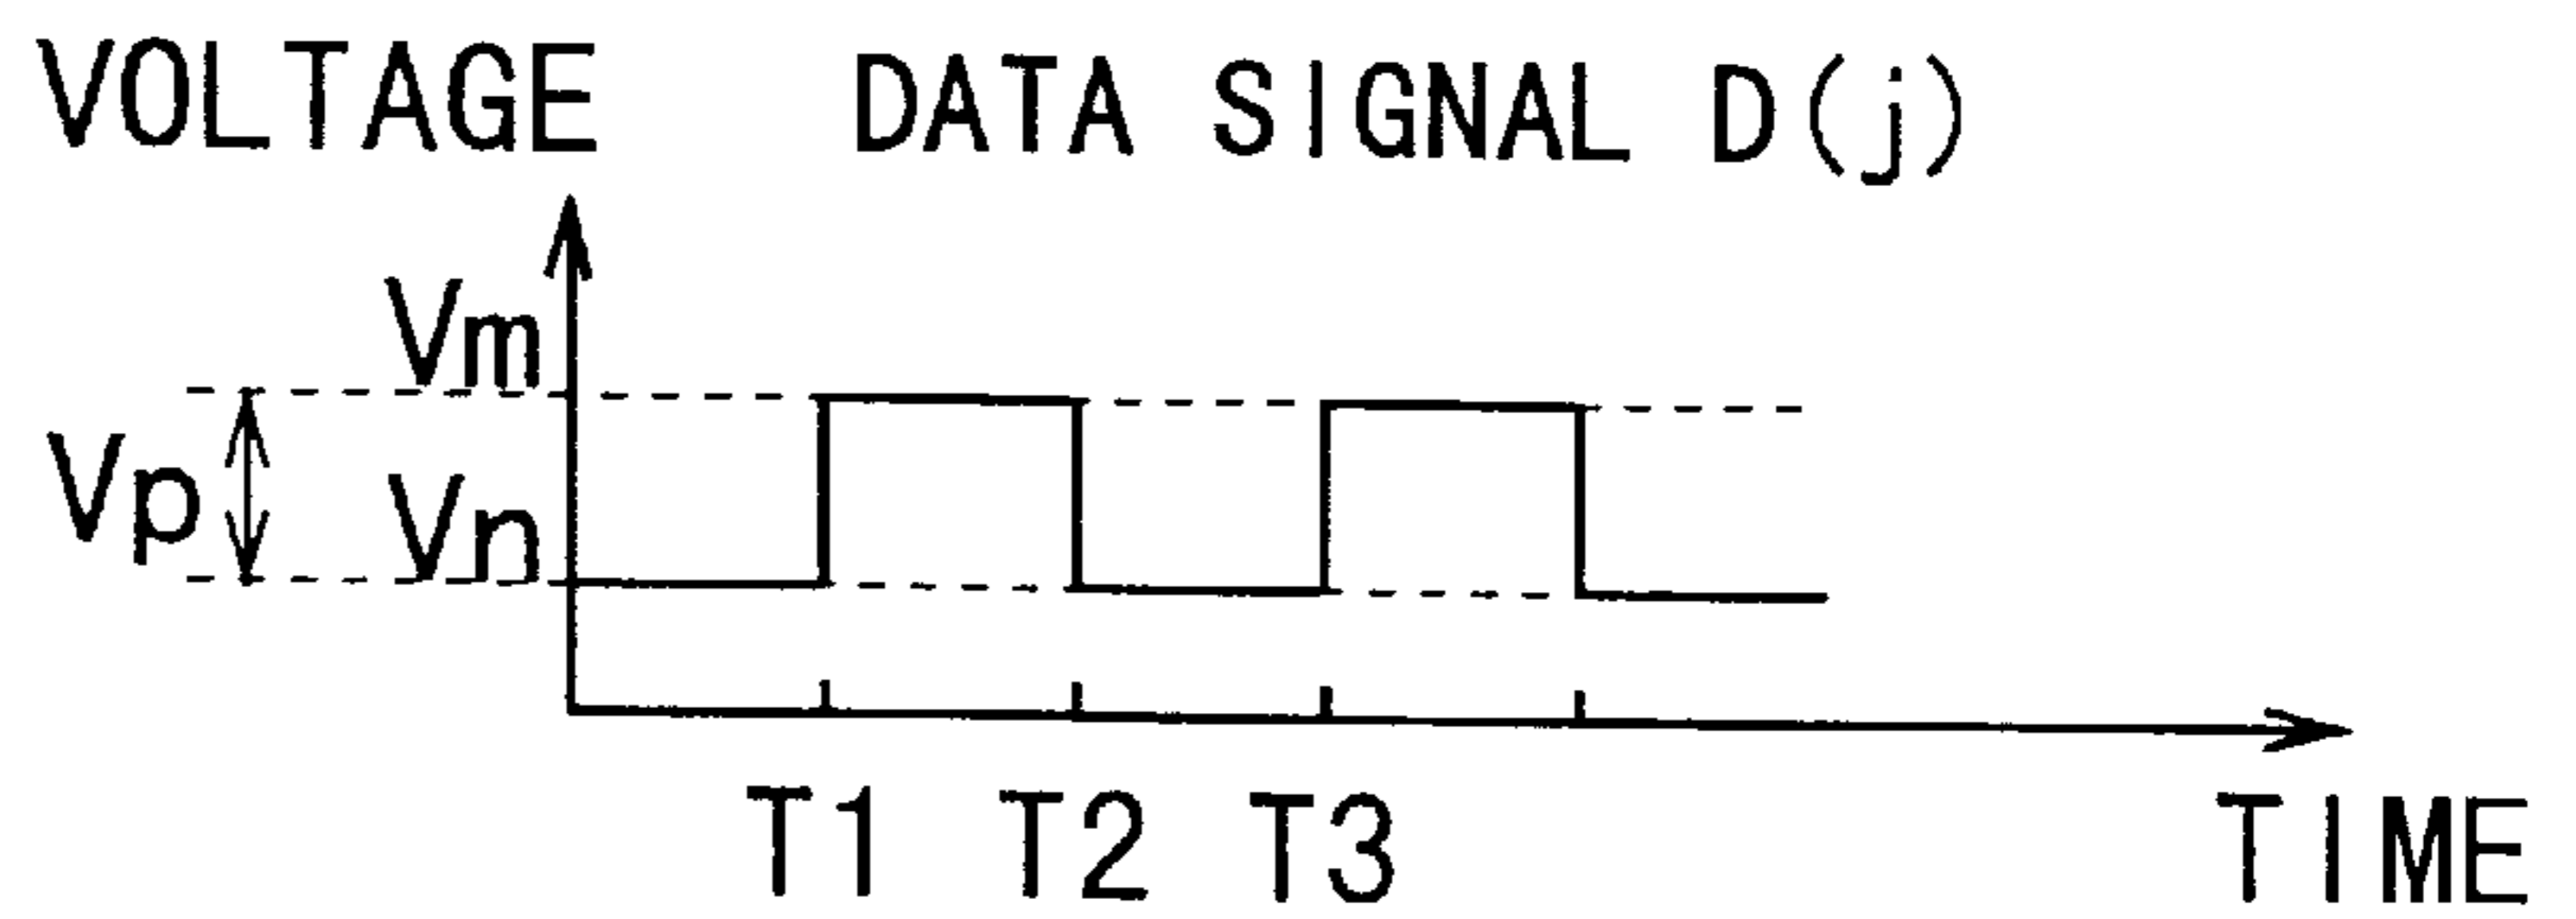 VOLTAGE
DATA SIGNAL D(j)
Vm
Vp
Vn
T1 T2 T3
TIME